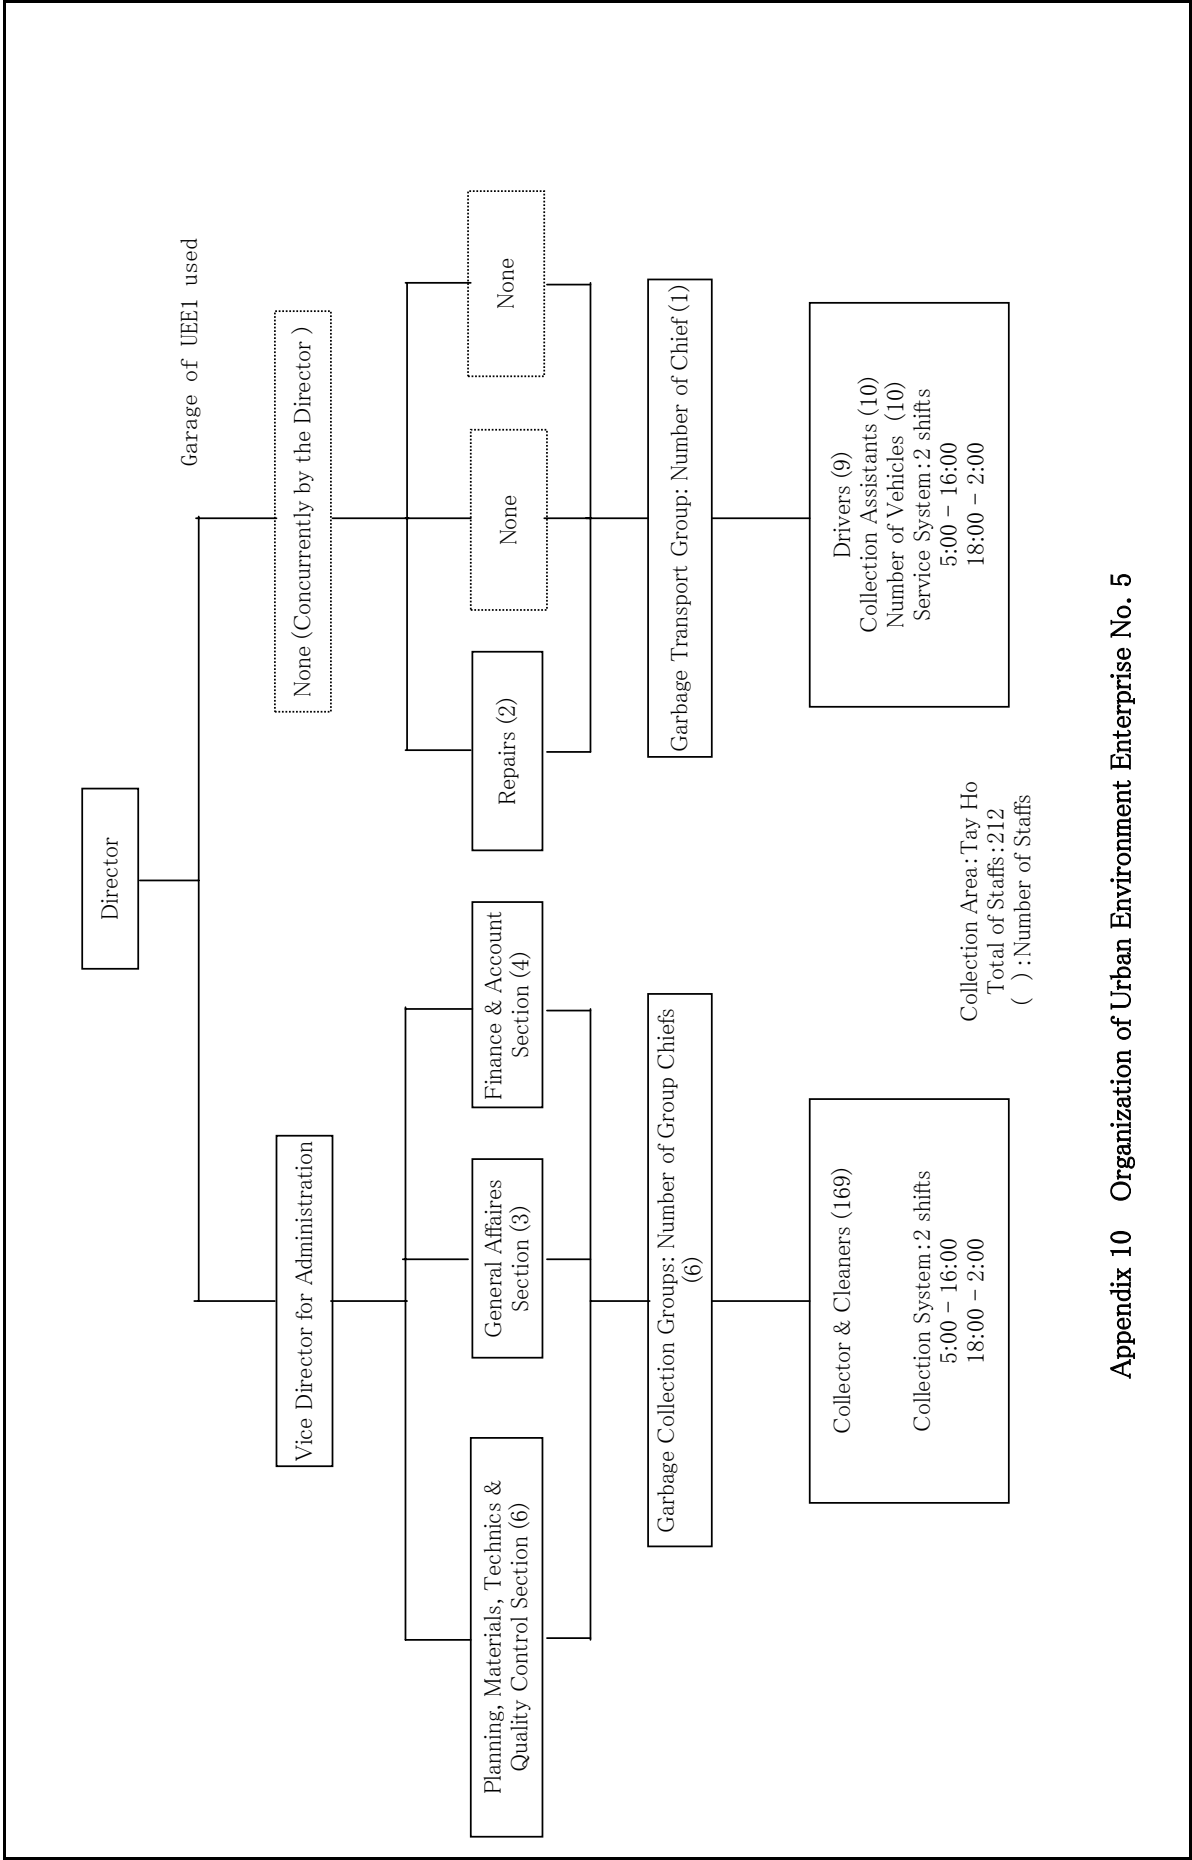 Director
Garage of UEE1 used
Vice Director for Administration
None (Concurrently by the Director )
Planning, Materials, Technics &
Quality Control Section (6)
General Affaires
Section (3)
Finance & Account
Section (4)
Repairs (2)
None
None
Garbage Collection Groups: Number of Group Chiefs
(6)
Garbage Transport Group: Number of Chief (1)
Collector & Cleaners (169)
Collection System:2 shifts
5:00 – 16:00
18:00 – 2:00
Drivers (9)
Collection Assistants (10)
Number of Vehicles (10)
Service System:2 shifts
5:00 – 16:00
18:00 – 2:00
Collection Area:Tay Ho
Total of Staffs:212
( ) :Number of Staffs
Appendix 10 Organization of Urban Environment Enterprise No. 5